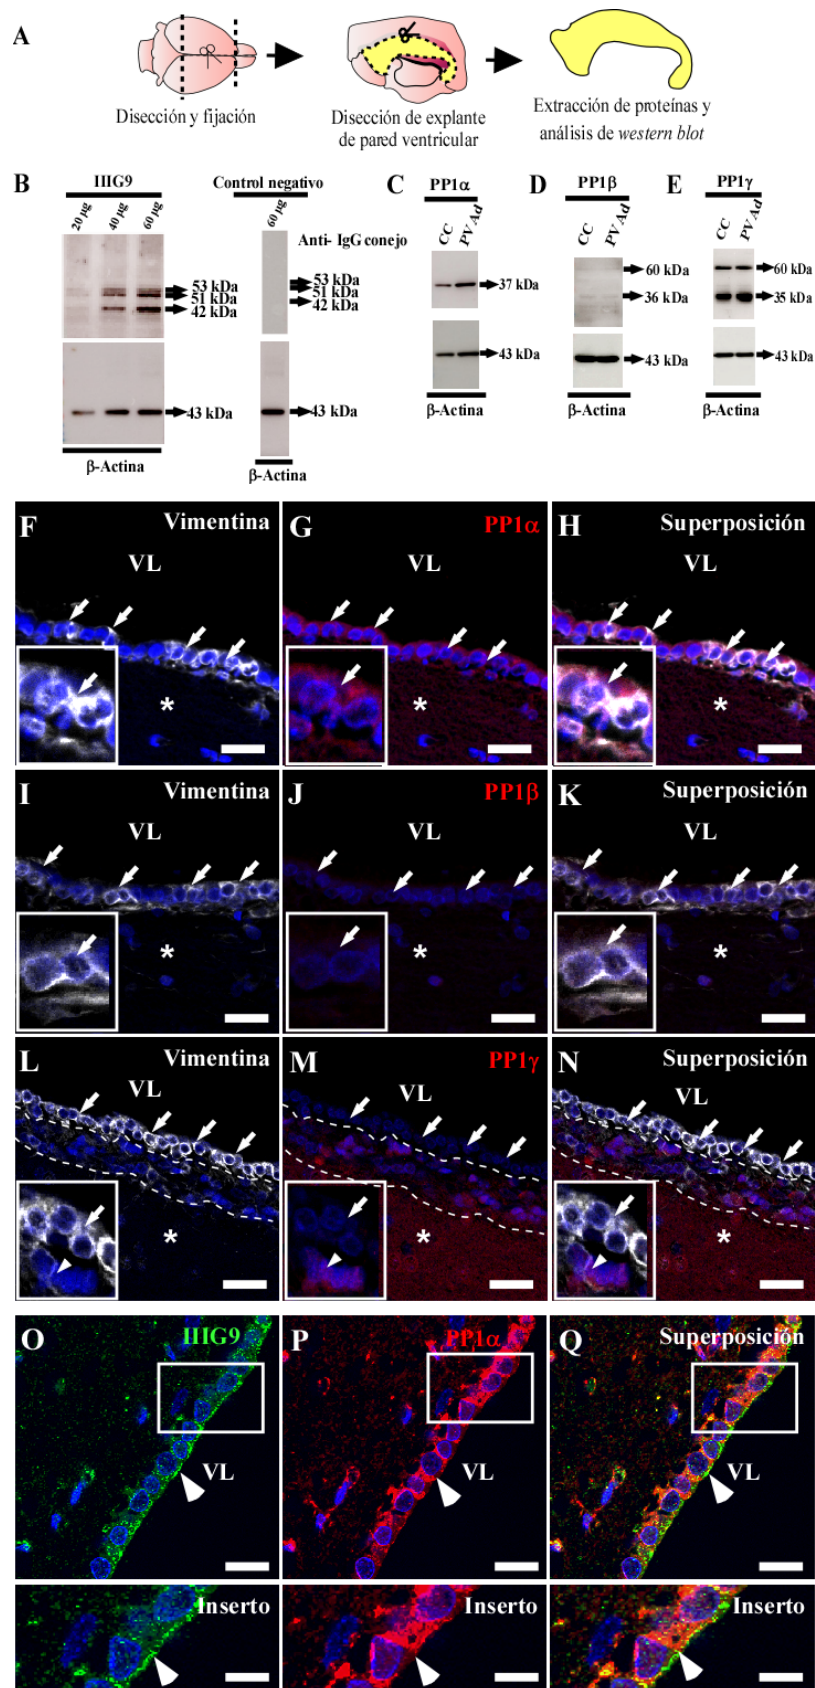 A
Disección y fijación
Disección de explante
de pared ventricular
Extracción de proteínas y
análisis de western blot
B
IIIG9
20 µg
40 µg
60 µg
53 kDa
51 kDa
42 kDa
43 kDa
β-Actina
Control negativo
60 µg
Anti- IgG conejo
53 kDa
51 kDa
42 kDa
43 kDa
β-Actina
C
PP1α
CC
PV Ad
37 kDa
43 kDa
β-Actina
D
PP1β
CC
PV Ad
60 kDa
36 kDa
43 kDa
β-Actina
E
PP1γ
CC
PV Ad
60 kDa
35 kDa
43 kDa
β-Actina
F
Vimentina
VL
*
G
PP1α
VL
*
H
Superposición
VL
*
I
Vimentina
VL
*
J
PP1β
VL
*
K
Superposición
VL
*
L
Vimentina
VL
*
M
PP1γ
VL
*
N
Superposición
VL
*
O
IIIG9
VL
P
PP1α
VL
Q
Superposición
VL
Inserto
Inserto
Inserto